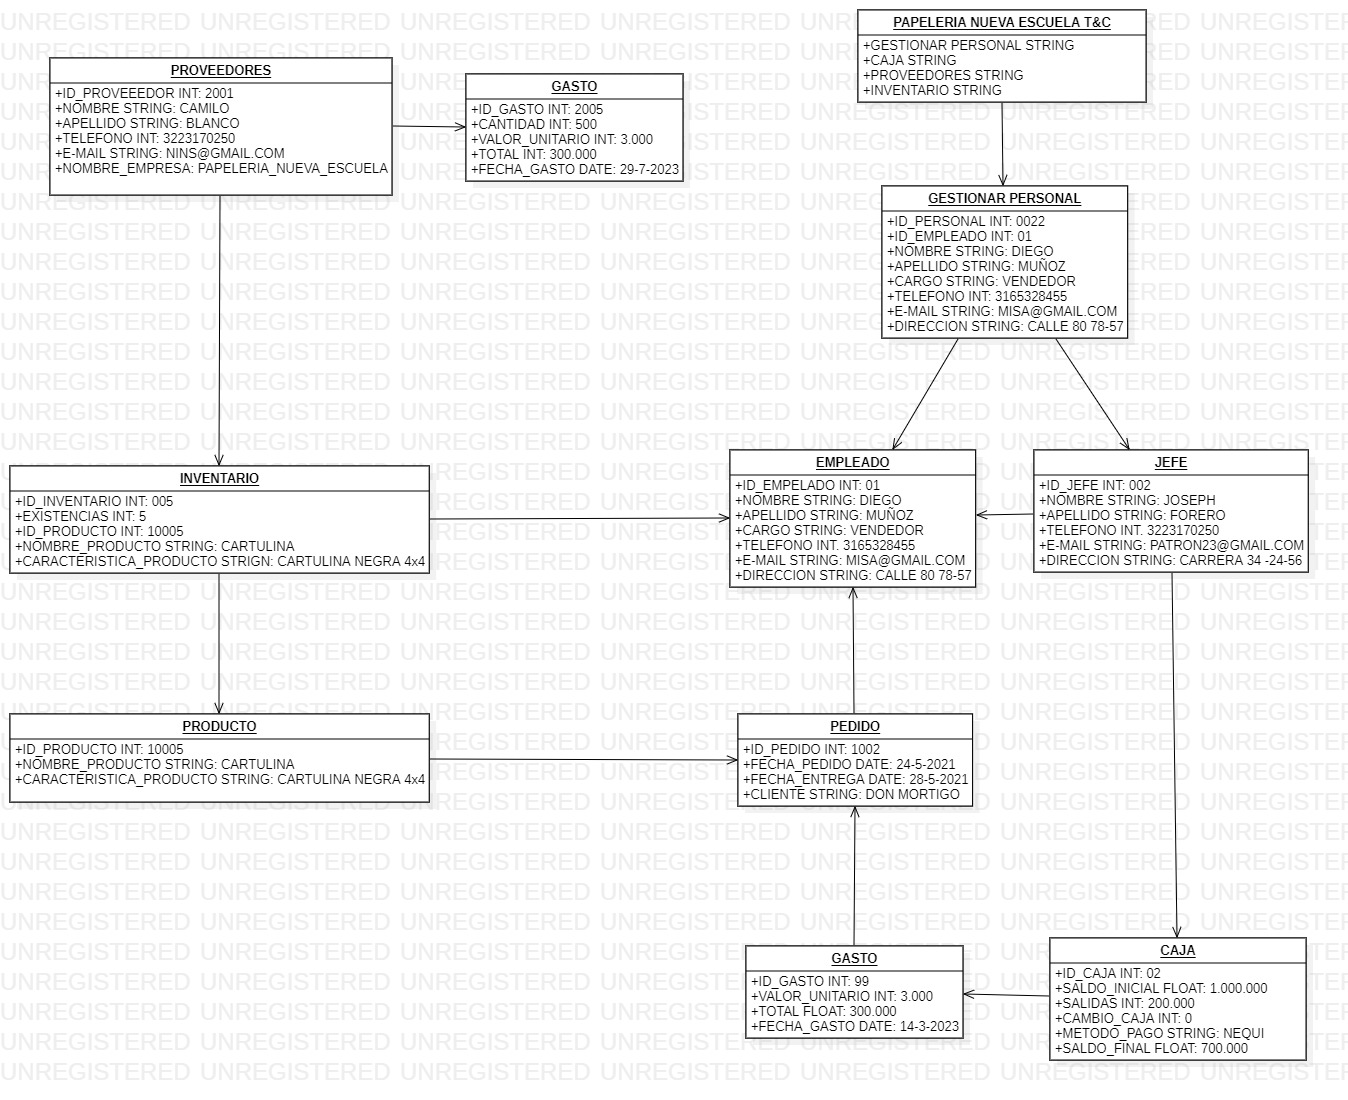 PAPELERIA NUEVA ESCUELA T&C
+GESTIONAR PERSONAL STRING
+CAJA STRING
+PROVEEDORES STRING
+INVENTARIO STRING
PROVEEDORES
+ID_PROVEEEDOR INT: 2001
+NOMBRE STRING: CAMILO
+APELLIDO STRING: BLANCO
+TELEFONO INT: 3223170250
+E-MAIL STRING: NINS@GMAIL.COM
+NOMBRE_EMPRESA: PAPELERIA_NUEVA_ESCUELA
GASTO
+ID_GASTO INT: 2005
+CANTIDAD INT: 500
+VALOR_UNITARIO INT: 3.000
+TOTAL INT: 300.000
+FECHA_GASTO DATE: 29-7-2023
GESTIONAR PERSONAL
+ID_PERSONAL INT: 0022
+ID_EMPLEADO INT: 01
+NOMBRE STRING: DIEGO
+APELLIDO STRING: MUÑOZ
+CARGO STRING: VENDEDOR
+TELEFONO INT: 3165328455
+E-MAIL STRING: MISA@GMAIL.COM
+DIRECCION STRING: CALLE 80 78-57
INVENTARIO
+ID_INVENTARIO INT: 005
+EXISTENCIAS INT: 5
+ID_PRODUCTO INT: 10005
+NOMBRE_PRODUCTO STRING: CARTULINA
+CARACTERISTICA_PRODUCTO STRIGN: CARTULINA NEGRA 4x4
EMPLEADO
+ID_EMPELADO INT: 01
+NOMBRE STRING: DIEGO
+APELLIDO STRING: MUÑOZ
+CARGO STRING: VENDEDOR
+TELEFONO INT. 3165328455
+E-MAIL STRING: MISA@GMAIL.COM
+DIRECCION STRING: CALLE 80 78-57
JEFE
+ID_JEFE INT: 002
+NOMBRE STRING: JOSEPH
+APELLIDO STRING: FORERO
+TELEFONO INT. 3223170250
+E-MAIL STRING: PATRON23@GMAIL.COM
+DIRECCION STRING: CARRERA 34 -24-56
PRODUCTO
+ID_PRODUCTO INT: 10005
+NOMBRE_PRODUCTO STRING: CARTULINA
+CARACTERISTICA_PRODUCTO STRING: CARTULINA NEGRA 4x4
PEDIDO
+ID_PEDIDO INT: 1002
+FECHA_PEDIDO DATE: 24-5-2021
+FECHA_ENTREGA DATE: 28-5-2021
+CLIENTE STRING: DON MORTIGO
GASTO
+ID_GASTO INT: 99
+VALOR_UNITARIO INT: 3.000
+TOTAL FLOAT: 300.000
+FECHA_GASTO DATE: 14-3-2023
CAJA
+ID_CAJA INT: 02
+SALDO_INICIAL FLOAT: 1.000.000
+SALIDAS INT: 200.000
+CAMBIO_CAJA INT: 0
+METODO_PAGO STRING: NEQUI
+SALDO_FINAL FLOAT: 700.000
UNREGISTERED